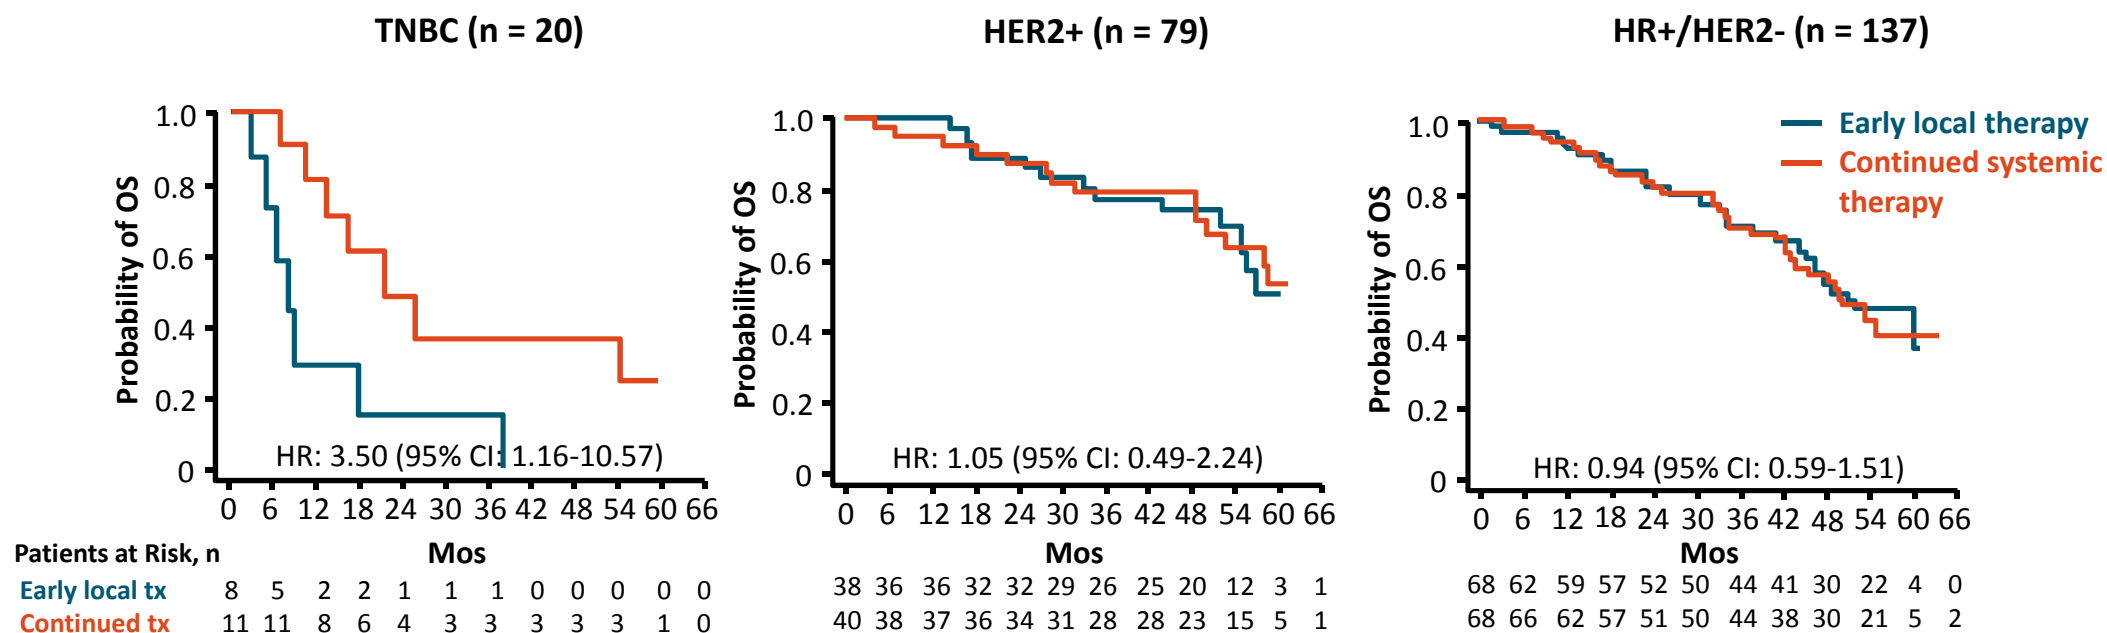 TNBC (n = 20)
HER2+ (n = 79)
HR+/HER2- (n = 137)
Early local therapy
Continued systemic
therapy
Probability of OS
1.0
0.8
0.6
0.4
0.2
0
HR: 3.50 (95% CI: 1.16-10.57)
0 6 12 18 24 30 36 42 48 54 60 66
Mos
Probability of OS
1.0
0.8
0.6
0.4
0.2
0
HR: 1.05 (95% CI: 0.49-2.24)
0 6 12 18 24 30 36 42 48 54 60 66
Mos
Probability of OS
1.0
0.8
0.6
0.4
0.2
0
HR: 0.94 (95% CI: 0.59-1.51)
0 6 12 18 24 30 36 42 48 54 60 66
Mos
Patients at Risk, n
Early local tx 8 5 2 2 1 1 1 0 0 0 0 0 38 36 36 32 32 29 26 25 20 12 3 1 68 62 59 57 52 50 44 41 30 22 4 0
Continued tx 11 11 8 6 4 3 3 3 3 3 1 0 40 38 37 36 34 31 28 28 23 15 5 1 68 66 62 57 51 50 44 38 30 21 5 2